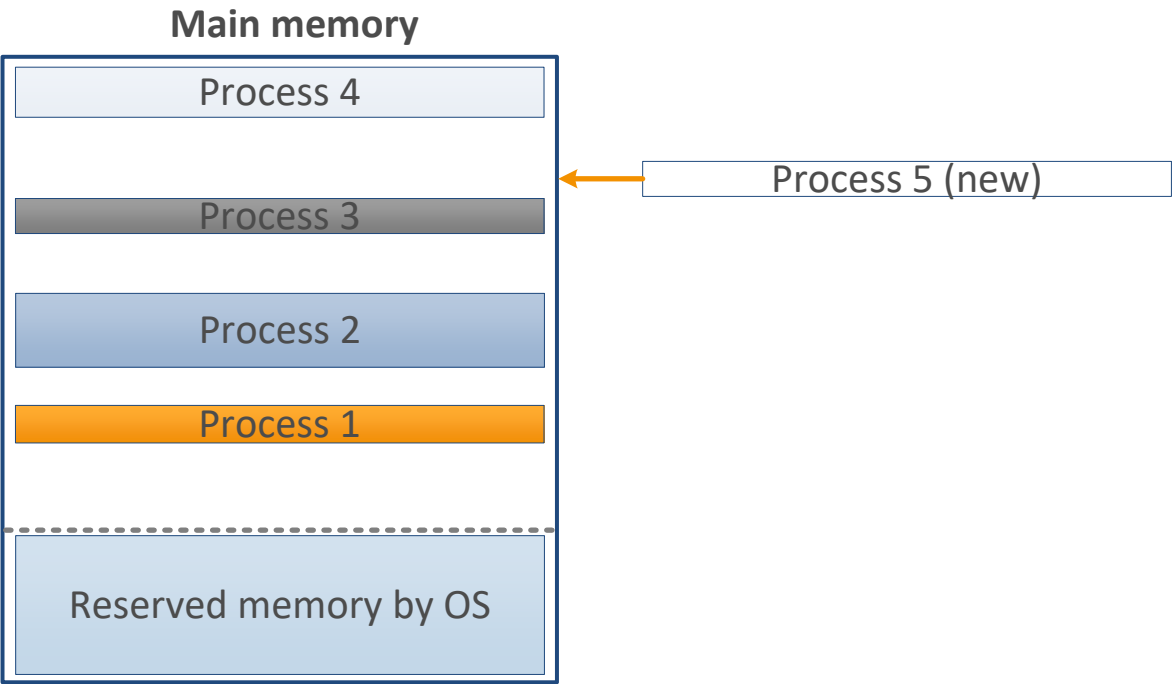 Main memory
Process 4
Process 5 (new)
Process 3
Process 2
Process 1
Reserved memory by OS